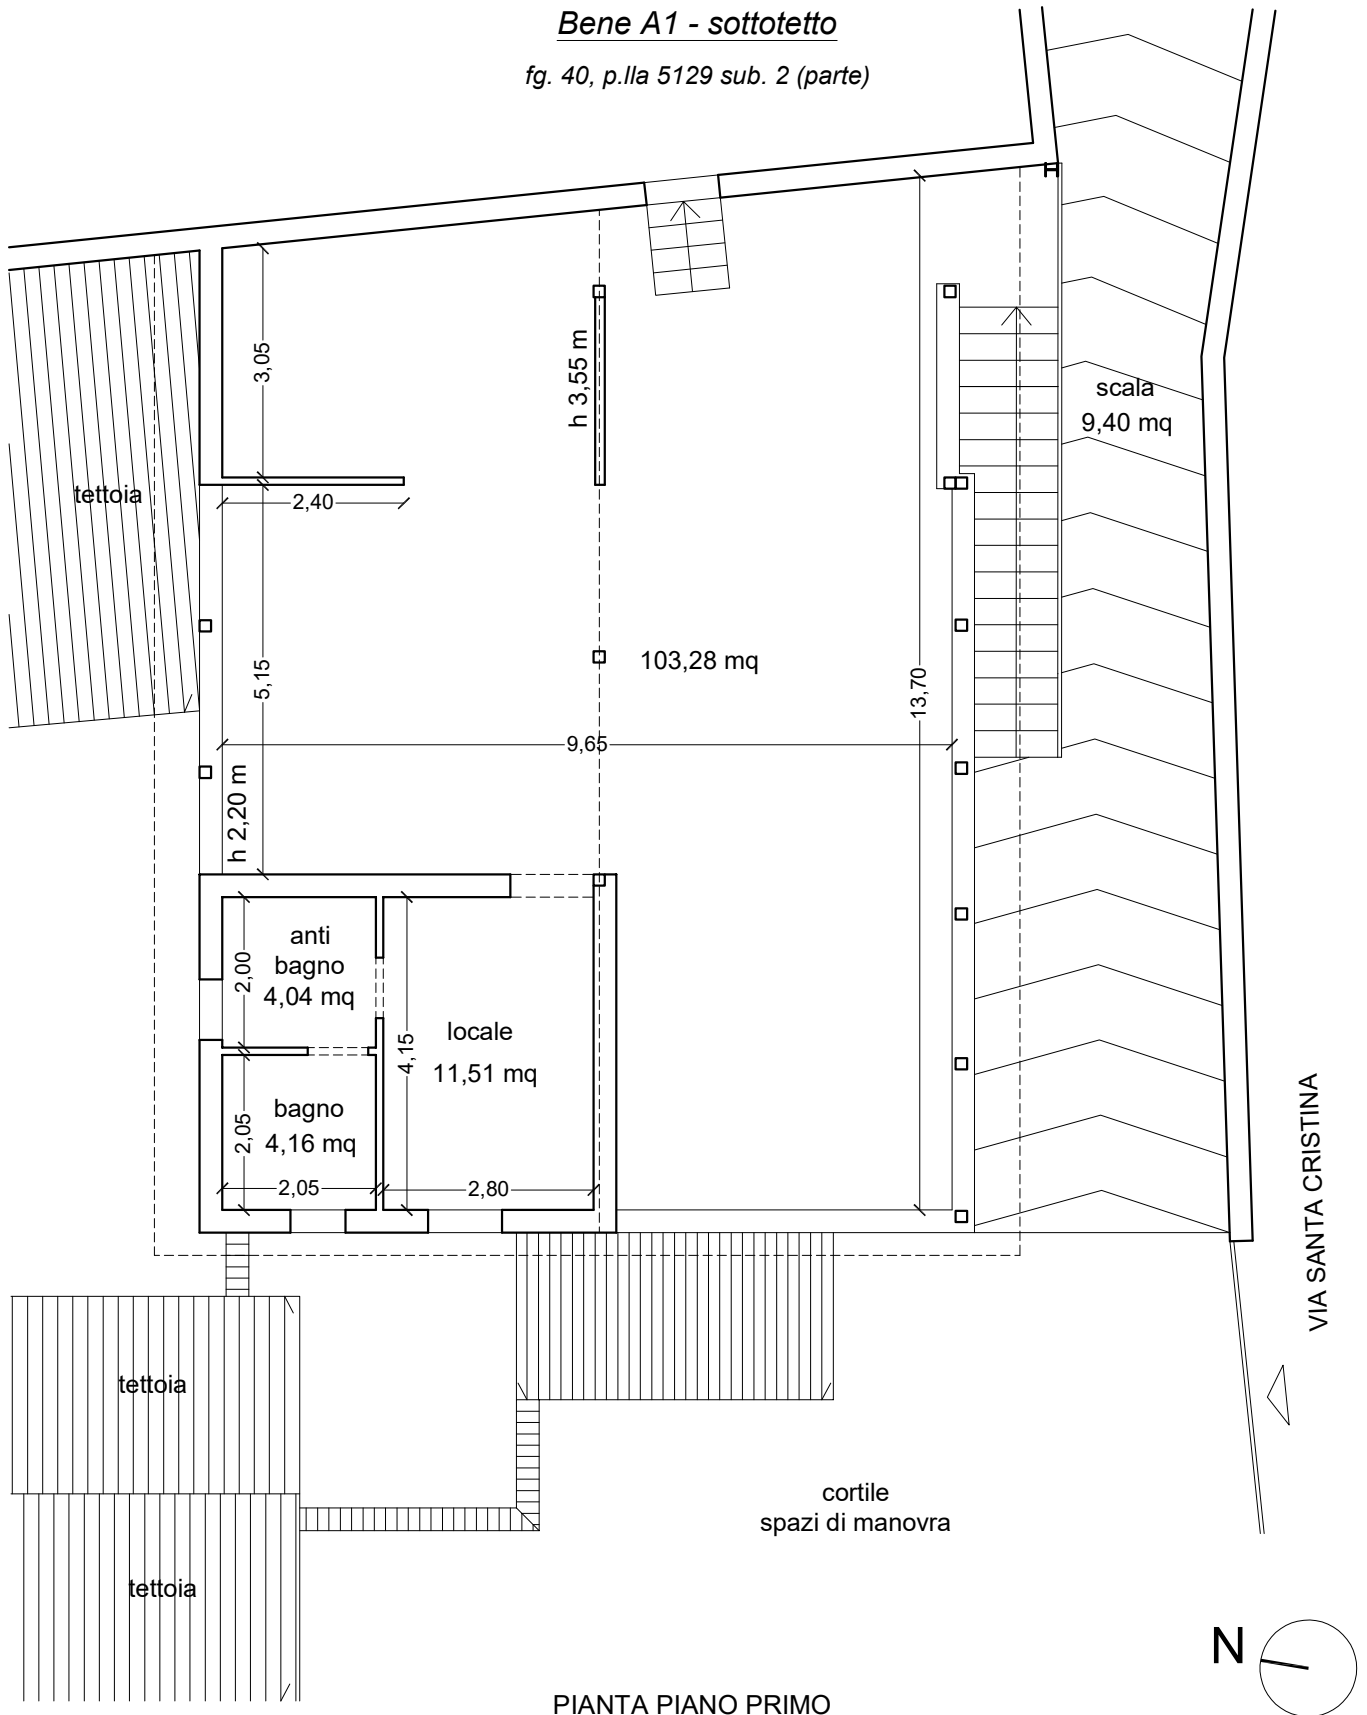 Bene A1 - sottotetto
fg. 40, p.lla 5129 sub. 2 (parte)
3,05
h 3,55 m
scala
9,40 mq
tettoia
2,40
5,15
103,28 mq
13,70
9,65
h 2,20 m
anti
bagno
4,04 mq
2,00
locale
11,51 mq
4,15
bagno
4,16 mq
2,05
2,05
2,80
VIA SANTA CRISTINA
tettoia
cortile
spazi di manovra
tettoia
N
PIANTA PIANO PRIMO